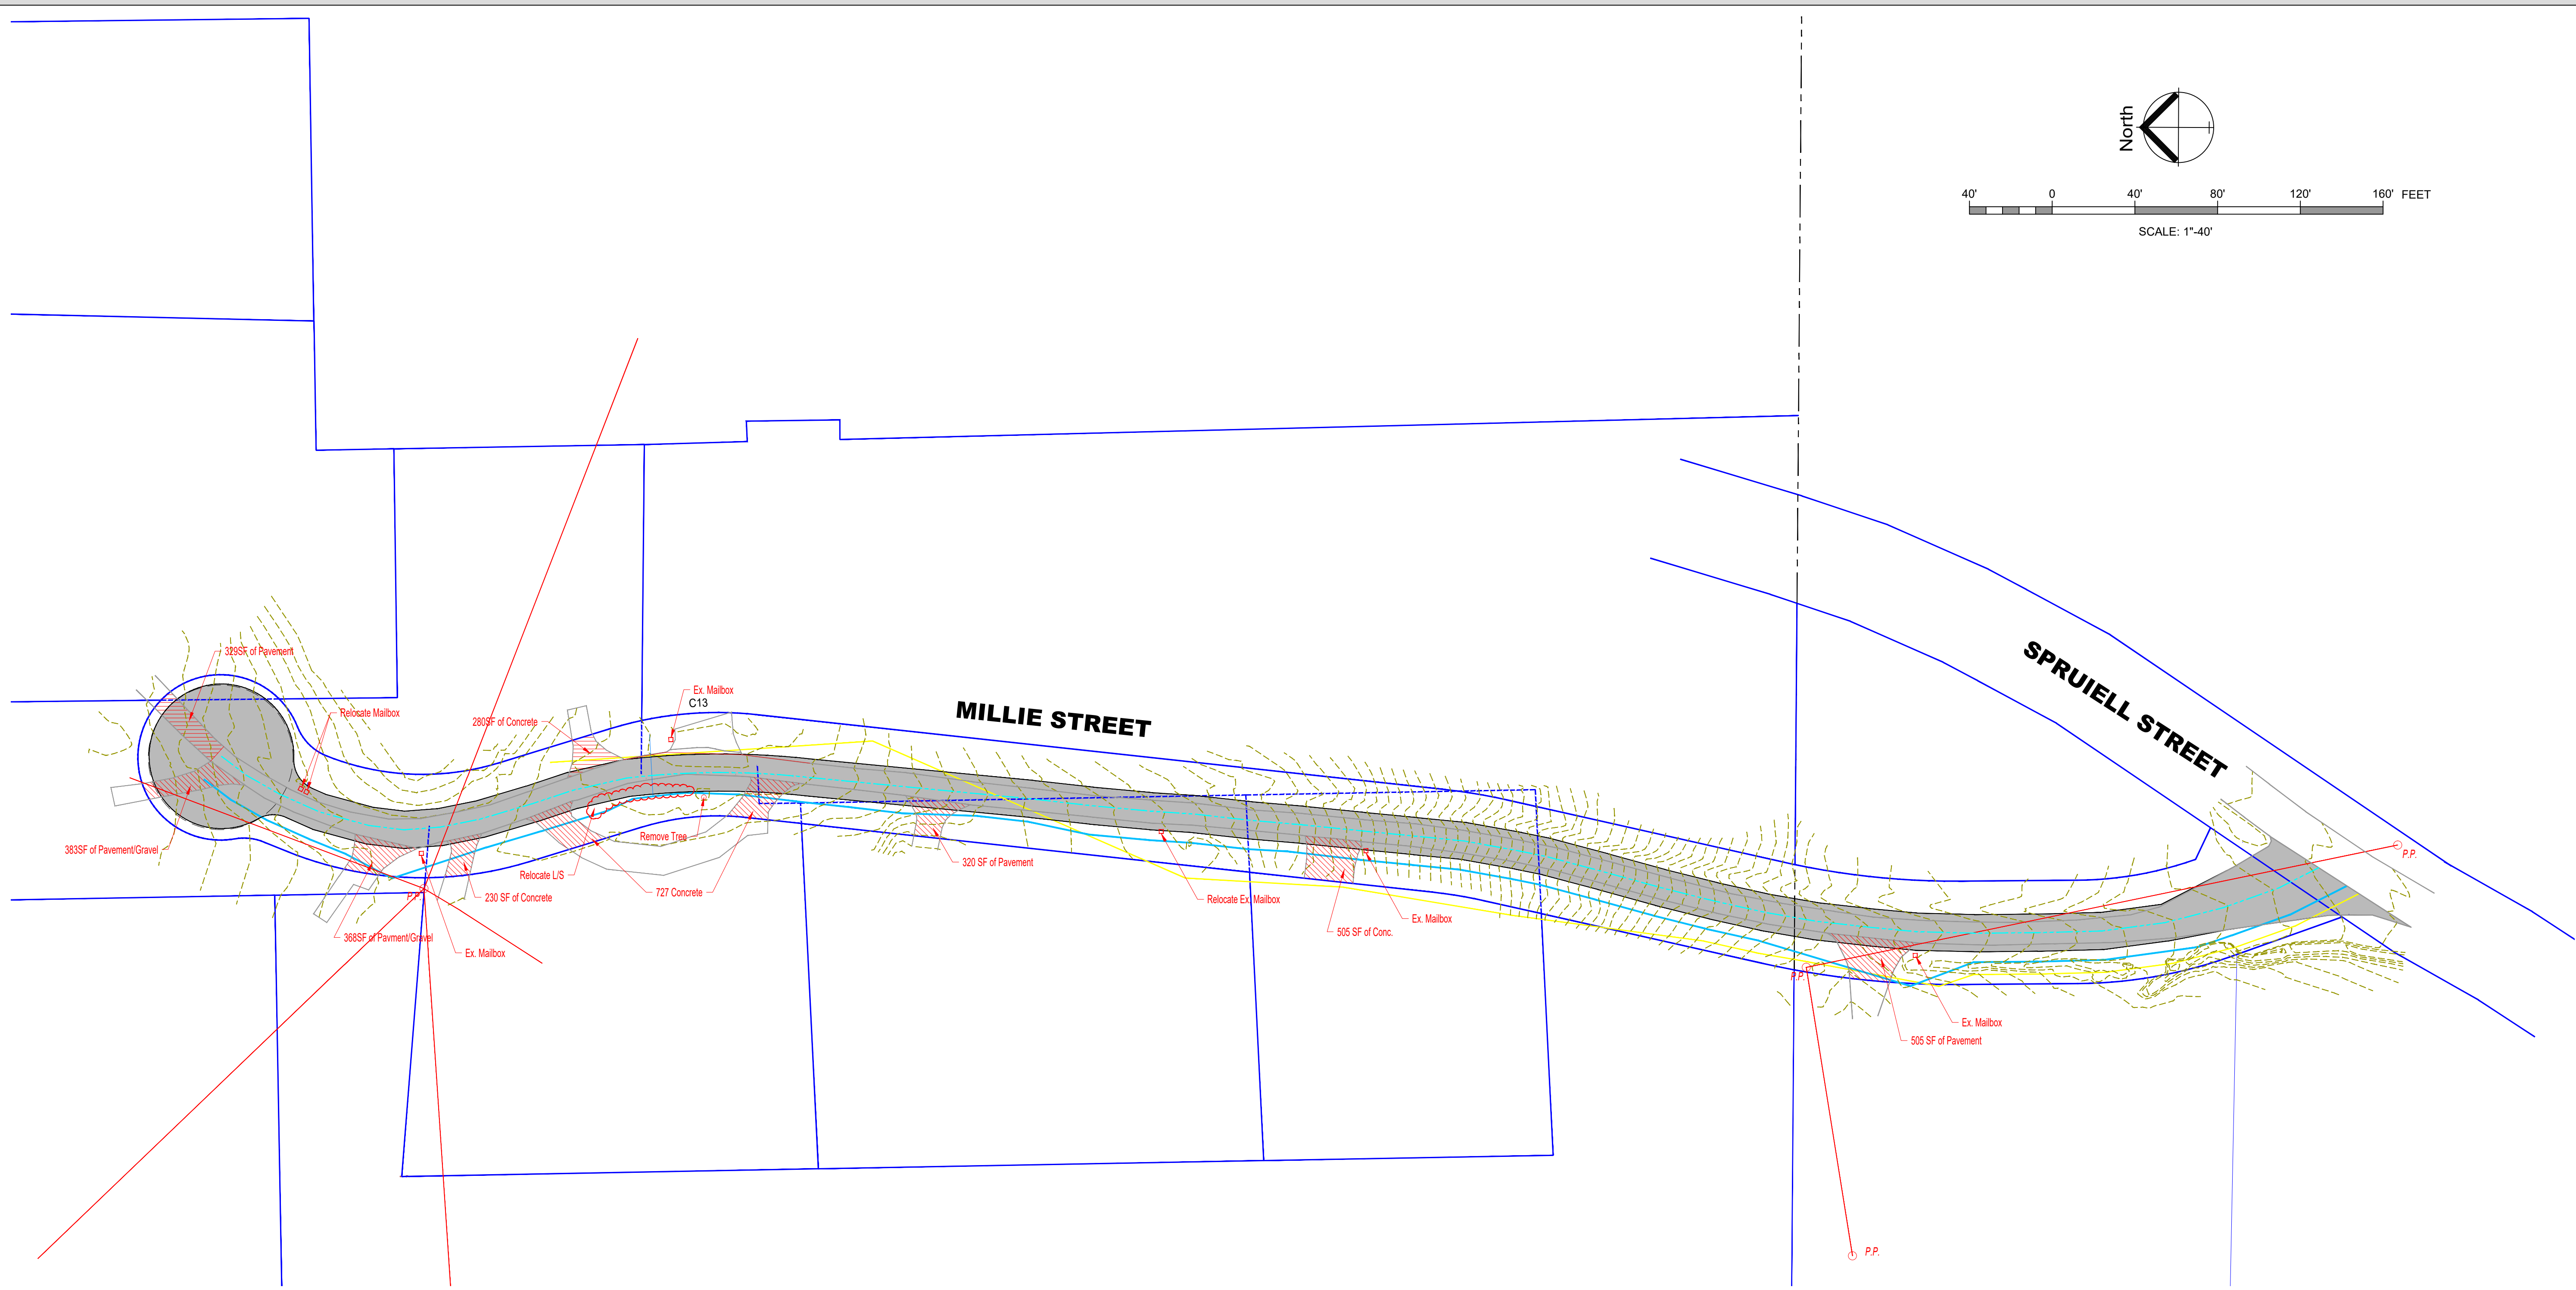 North
40' 0 40' 80' 120' 160' FEET
SCALE: 1"-40'
SPRUIELL STREET
MILLIE STREET
329SF of Pavement
Relocate Mailbox
Ex. Mailbox
C13
280SF of Concrete
383SF of Pavement/Gravel
368SF of Pavment/Gravel
P.P.
230 SF of Concrete
Ex. Mailbox
Relocate L/S
Remove Tree
727 Concrete
320 SF of Pavement
Relocate Ex. Mailbox
505 SF of Conc.
Ex. Mailbox
P.P.
P.P.
Ex. Mailbox
505 SF of Pavement
P.P.